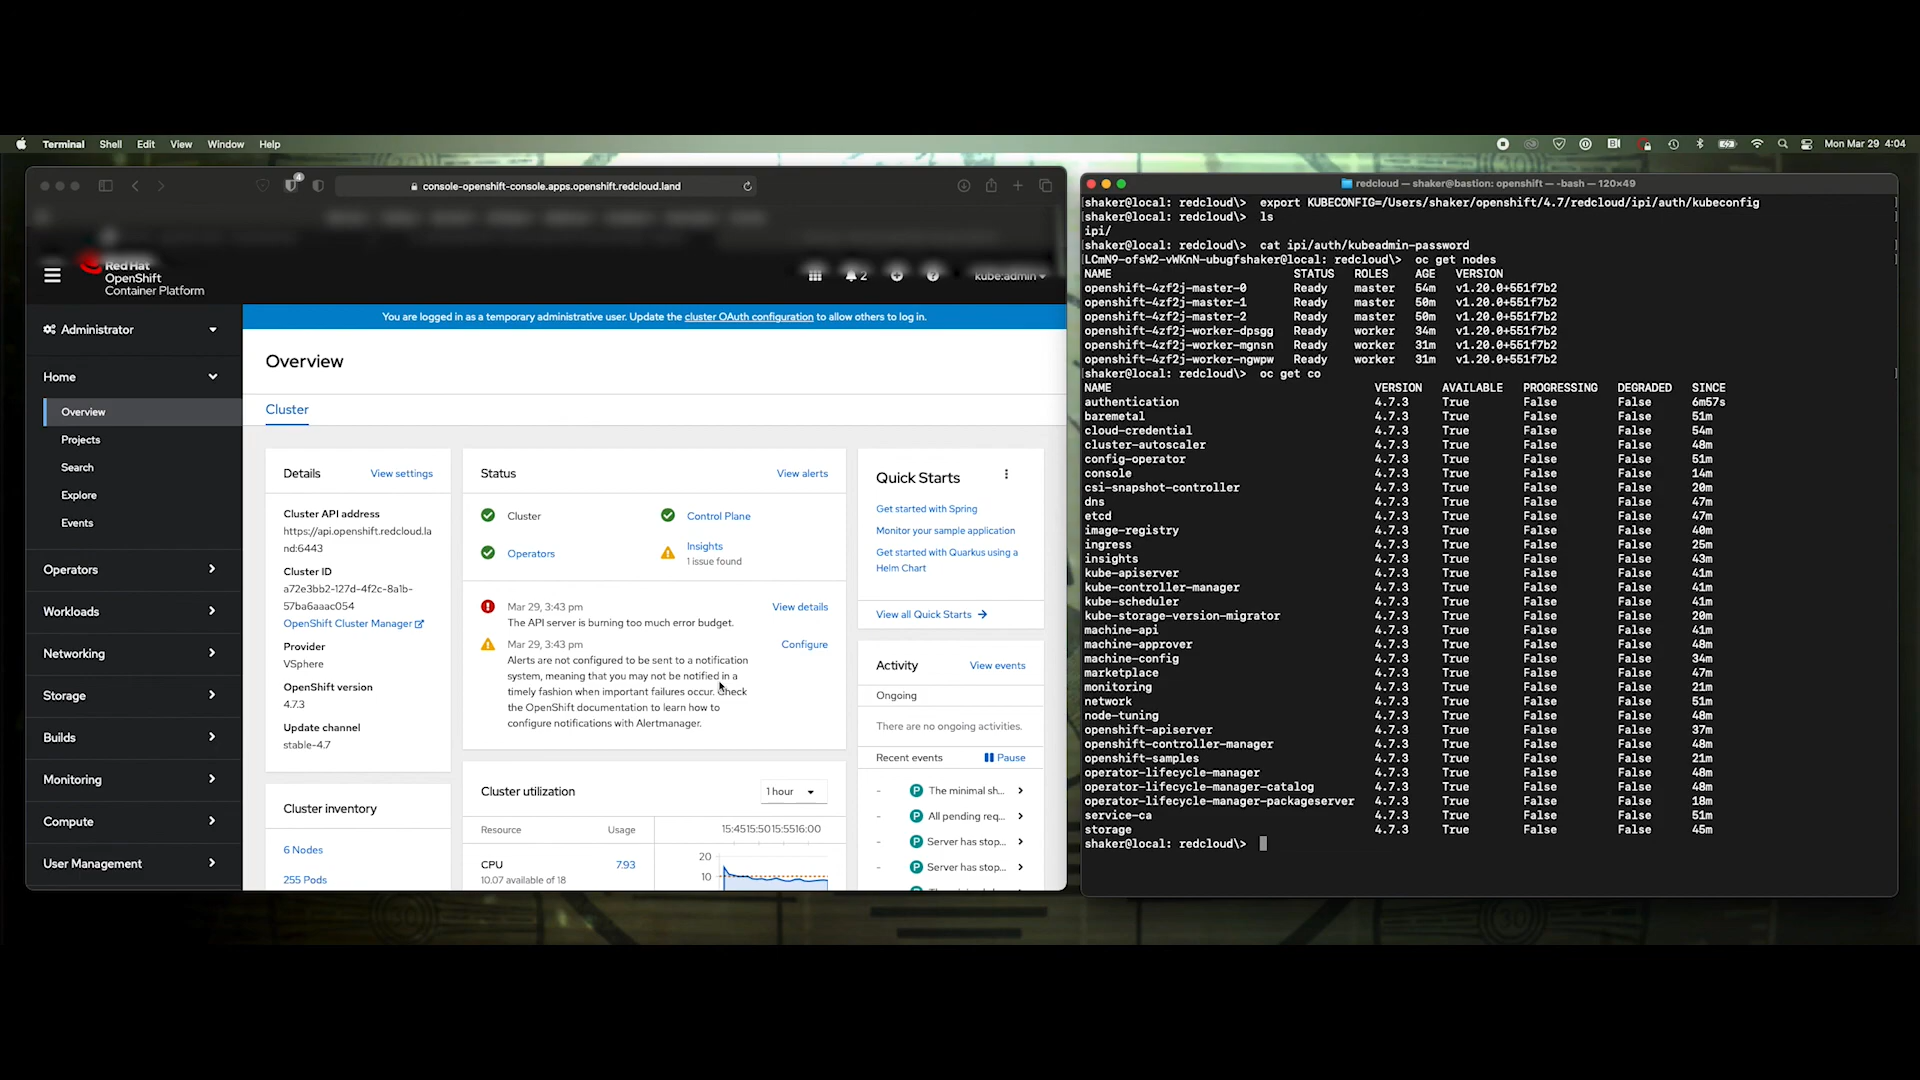 Terminal Shell Edit View Window Help
Mon Mar 29 4:04
4
console-openshift-console.apps.openshift.redcloud.land
Red Hat
OpenShift
Container Platform
2
kube:admin
Administrator
Home
Overview
Projects
Search
Explore
Events
Operators
Workloads
Networking
Storage
Builds
Monitoring
Compute
User Management
You are logged in as a temporary administrative user. Update the cluster OAuth configuration to allow others to log in.
Overview
Cluster
Details View settings
Cluster API address
https://api.openshift.redcloud.la
nd:6443
Cluster ID
a72e3bb2-127d-4f2c-8a1b-
57ba6aaac054
OpenShift Cluster Manager
Provider
VSphere
OpenShift version
4.7.3
Update channel
stable-4.7
Cluster inventory
6 Nodes
255 Pods
Status View alerts
Cluster Control Plane
Operators Insights
1 issue found
Mar 29, 3:43 pm View details
The API server is burning too much error budget.
Mar 29, 3:43 pm Configure
Alerts are not configured to be sent to a notification
system, meaning that you may not be notified in a
timely fashion when important failures occur. Check
the OpenShift documentation to learn how to
configure notifications with Alertmanager.
Cluster utilization 1 hour
Resource Usage 15:45 15:50 15:55 16:00
CPU 7.93
10.07 available of 18
20
10
Quick Starts
Get started with Spring
Monitor your sample application
Get started with Quarkus using a
Helm Chart
View all Quick Starts
Activity View events
Ongoing
There are no ongoing activities.
Recent events Pause
- P The minimal sh...
- P All pending req...
- P Server has stop...
- P Server has stop...
redcloud — shaker@bastion: openshift — -bash — 120×49
[shaker@local: redcloud\> export KUBECONFIG=/Users/shaker/openshift/4.7/redcloud/ipi/auth/kubeconfig ]
[shaker@local: redcloud\> ls ]
ipi/
[shaker@local: redcloud\> cat ipi/auth/kubeadmin-password ]
[LCmN9-ofsW2-vWKnN-ubugfshaker@local: redcloud\> oc get nodes ]
NAME STATUS ROLES AGE VERSION
openshift-4zf2j-master-0 Ready master 54m v1.20.0+551f7b2
openshift-4zf2j-master-1 Ready master 50m v1.20.0+551f7b2
openshift-4zf2j-master-2 Ready master 50m v1.20.0+551f7b2
openshift-4zf2j-worker-dpsgg Ready worker 34m v1.20.0+551f7b2
openshift-4zf2j-worker-mgnsn Ready worker 31m v1.20.0+551f7b2
openshift-4zf2j-worker-ngwpw Ready worker 31m v1.20.0+551f7b2
[shaker@local: redcloud\> oc get co ]
NAME VERSION AVAILABLE PROGRESSING DEGRADED SINCE
authentication 4.7.3 True False False 6m57s
baremetal 4.7.3 True False False 51m
cloud-credential 4.7.3 True False False 54m
cluster-autoscaler 4.7.3 True False False 48m
config-operator 4.7.3 True False False 51m
console 4.7.3 True False False 14m
csi-snapshot-controller 4.7.3 True False False 20m
dns 4.7.3 True False False 47m
etcd 4.7.3 True False False 47m
image-registry 4.7.3 True False False 40m
ingress 4.7.3 True False False 25m
insights 4.7.3 True False False 43m
kube-apiserver 4.7.3 True False False 41m
kube-controller-manager 4.7.3 True False False 41m
kube-scheduler 4.7.3 True False False 41m
kube-storage-version-migrator 4.7.3 True False False 20m
machine-api 4.7.3 True False False 41m
machine-approver 4.7.3 True False False 48m
machine-config 4.7.3 True False False 34m
marketplace 4.7.3 True False False 47m
monitoring 4.7.3 True False False 21m
network 4.7.3 True False False 51m
node-tuning 4.7.3 True False False 48m
openshift-apiserver 4.7.3 True False False 37m
openshift-controller-manager 4.7.3 True False False 48m
openshift-samples 4.7.3 True False False 21m
operator-lifecycle-manager 4.7.3 True False False 48m
operator-lifecycle-manager-catalog 4.7.3 True False False 48m
operator-lifecycle-manager-packageserver 4.7.3 True False False 18m
service-ca 4.7.3 True False False 51m
storage 4.7.3 True False False 45m
shaker@local: redcloud\>